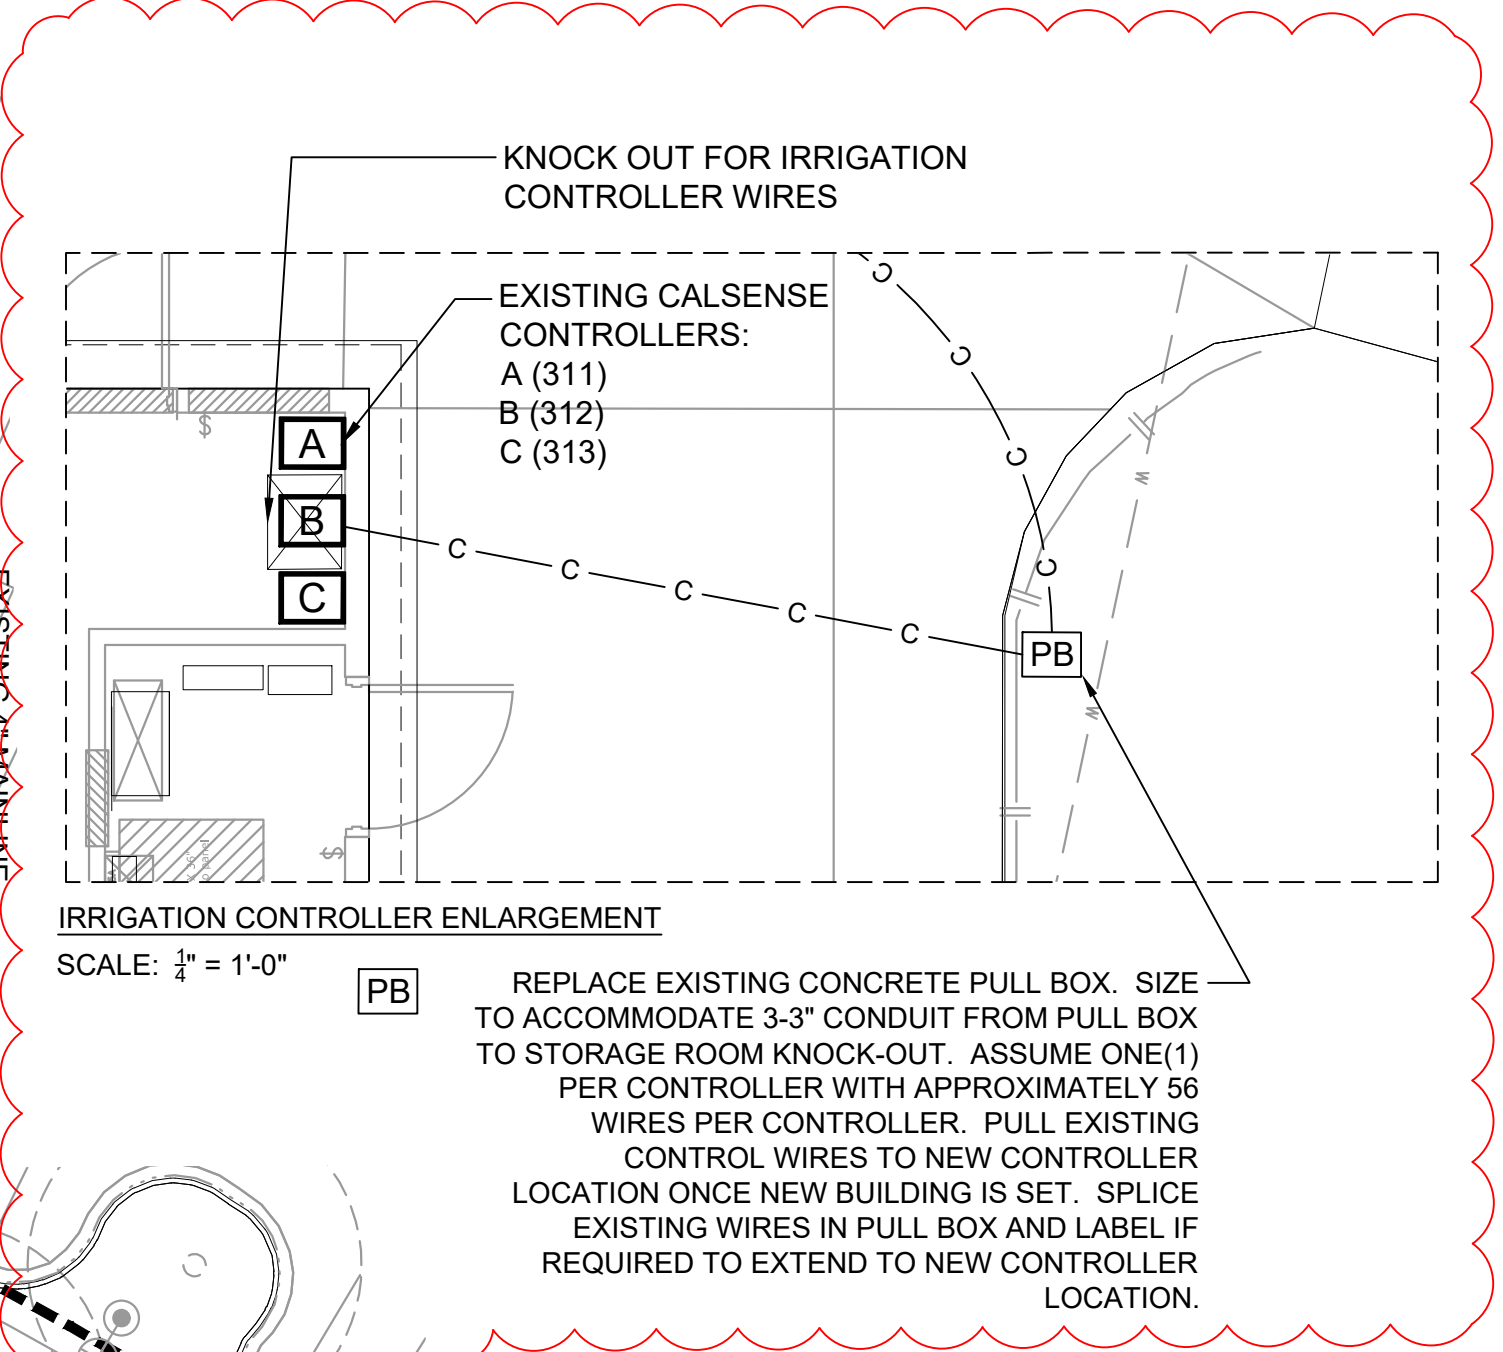 KNOCK OUT FOR IRRIGATION
CONTROLLER WIRES
EXISTING CALSENSE
CONTROLLERS:
A (311)
B (312)
C (313)
A
B
C
C
C
C
C
C
C
C
C
C
W
W
PB
$
$
EXISTING 4" MAINLINE
IRRIGATION CONTROLLER ENLARGEMENT
SCALE: 1/4" = 1'-0"
PB
REPLACE EXISTING CONCRETE PULL BOX. SIZE
TO ACCOMMODATE 3-3" CONDUIT FROM PULL BOX
TO STORAGE ROOM KNOCK-OUT. ASSUME ONE(1)
PER CONTROLLER WITH APPROXIMATELY 56
WIRES PER CONTROLLER. PULL EXISTING
CONTROL WIRES TO NEW CONTROLLER
LOCATION ONCE NEW BUILDING IS SET. SPLICE
EXISTING WIRES IN PULL BOX AND LABEL IF
REQUIRED TO EXTEND TO NEW CONTROLLER
LOCATION.